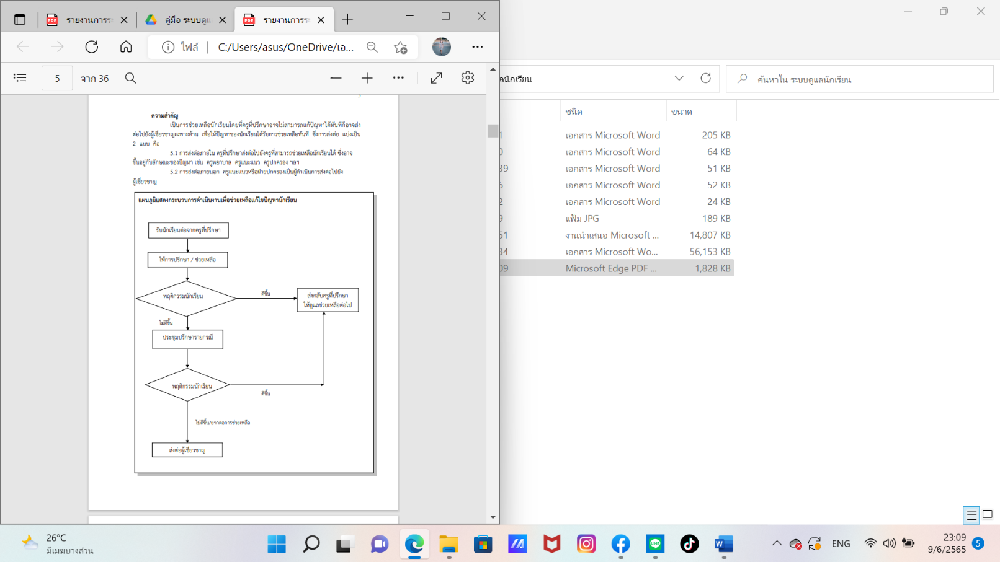 รายงานการระ
คู่มือ ระบบดูแ
รายงานการระ
ไฟล์
C:/Users/asus/OneDrive/เอ...
5
จาก 36
ความสำคัญ
เป็นการช่วยเหลือนักเรียนโดยที่ครูที่ปรึกษาอาจไม่สามารถแก้ปัญหาได้ทันทีก็อาจส่ง
ต่อไปยังผู้เชี่ยวชาญเฉพาะด้าน เพื่อให้ปัญหาของนักเรียนได้รับการช่วยเหลือทันที ซึ่งการส่งต่อ แบ่งเป็น
2 แบบ คือ
5.1 การส่งต่อภายใน ครูที่ปรึกษาส่งต่อไปยังครูที่สามารถช่วยเหลือนักเรียนได้ ซึ่งอาจ
ขึ้นอยู่กับลักษณะของปัญหา เช่น ครูพยาบาล ครูแนะแนว ครูปกครอง ฯลฯ
5.2 การส่งต่อภายนอก ครูแนะแนวหรือฝ่ายปกครองเป็นผู้ดำเนินการส่งต่อไปยัง
ผู้เชี่ยวชาญ
แผนภูมิแสดงกระบวนการดำเนินงานเพื่อช่วยเหลือแก้ไขปัญหานักเรียน
รับนักเรียนต่อจากครูที่ปรึกษา
ให้การปรึกษา / ช่วยเหลือ
พฤติกรรมนักเรียน
ดีขึ้น
ส่งกลับครูที่ปรึกษา
ให้ดูแลช่วยเหลือต่อไป
ไม่ดีขึ้น
ประชุมปรึกษารายกรณี
พฤติกรรมนักเรียน
ดีขึ้น
ไม่ดีขึ้น/ยากต่อการช่วยเหลือ
ส่งต่อผู้เชี่ยวชาญ
ลนักเรียน
ค้นหาใน ระบบดูแลนักเรียน
ชนิด ขนาด
1 เอกสาร Microsoft Word 205 KB
0 เอกสาร Microsoft Word 64 KB
39 เอกสาร Microsoft Word 51 KB
เอกสาร Microsoft Word 52 KB
2 เอกสาร Microsoft Word 24 KB
9 แฟ้ม JPG 189 KB
51 งานนำเสนอ Microsoft ... 14,807 KB
34 เอกสาร Microsoft Wo... 56,153 KB
09 Microsoft Edge PDF ... 1,828 KB
26°C
มีเมฆบางส่วน
LINE
W
ENG
23:09
9/6/2565
5